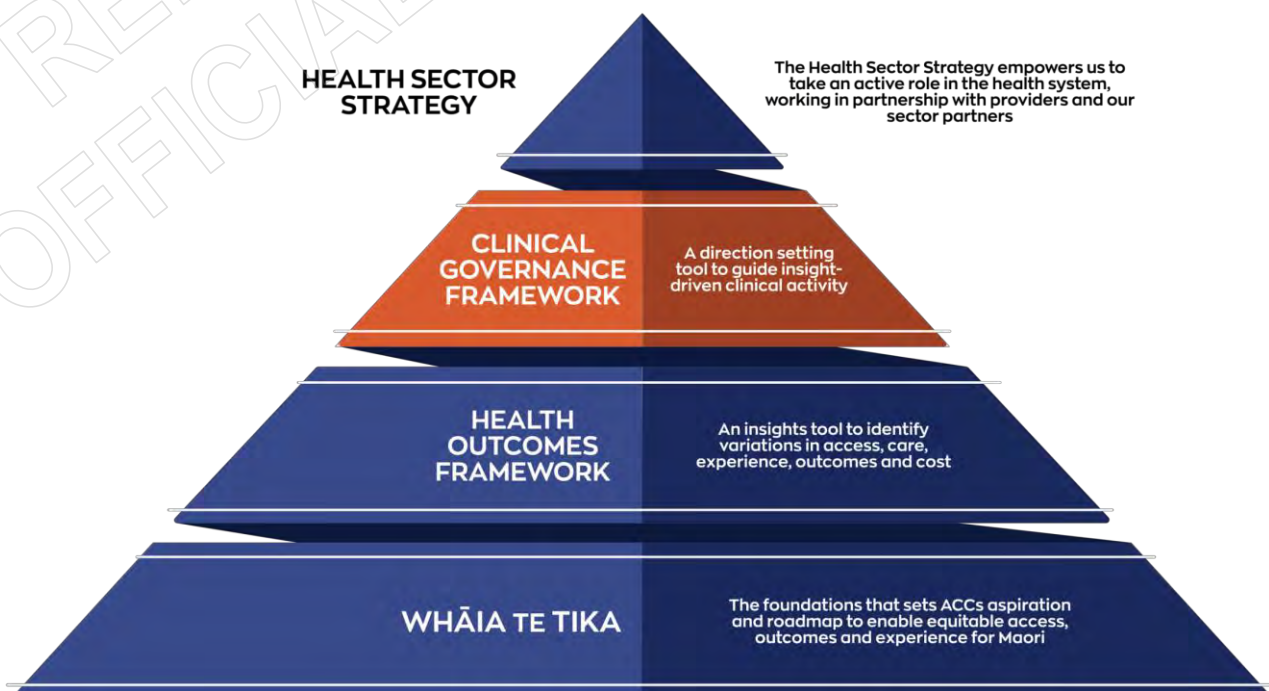 HEALTH SECTOR
STRATEGY
The Health Sector Strategy empowers us to
take an active role in the health system,
working in partnership with providers and our
sector partners
CLINICAL
GOVERNANCE
FRAMEWORK
A direction setting
tool to guide insight-
driven clinical activity
HEALTH
OUTCOMES
FRAMEWORK
An insights tool to identify
variations in access, care,
experience, outcomes and cost
WHĀIA TE TIKA
The foundations that sets ACCs aspiration
and roadmap to enable equitable access,
outcomes and experience for Maori